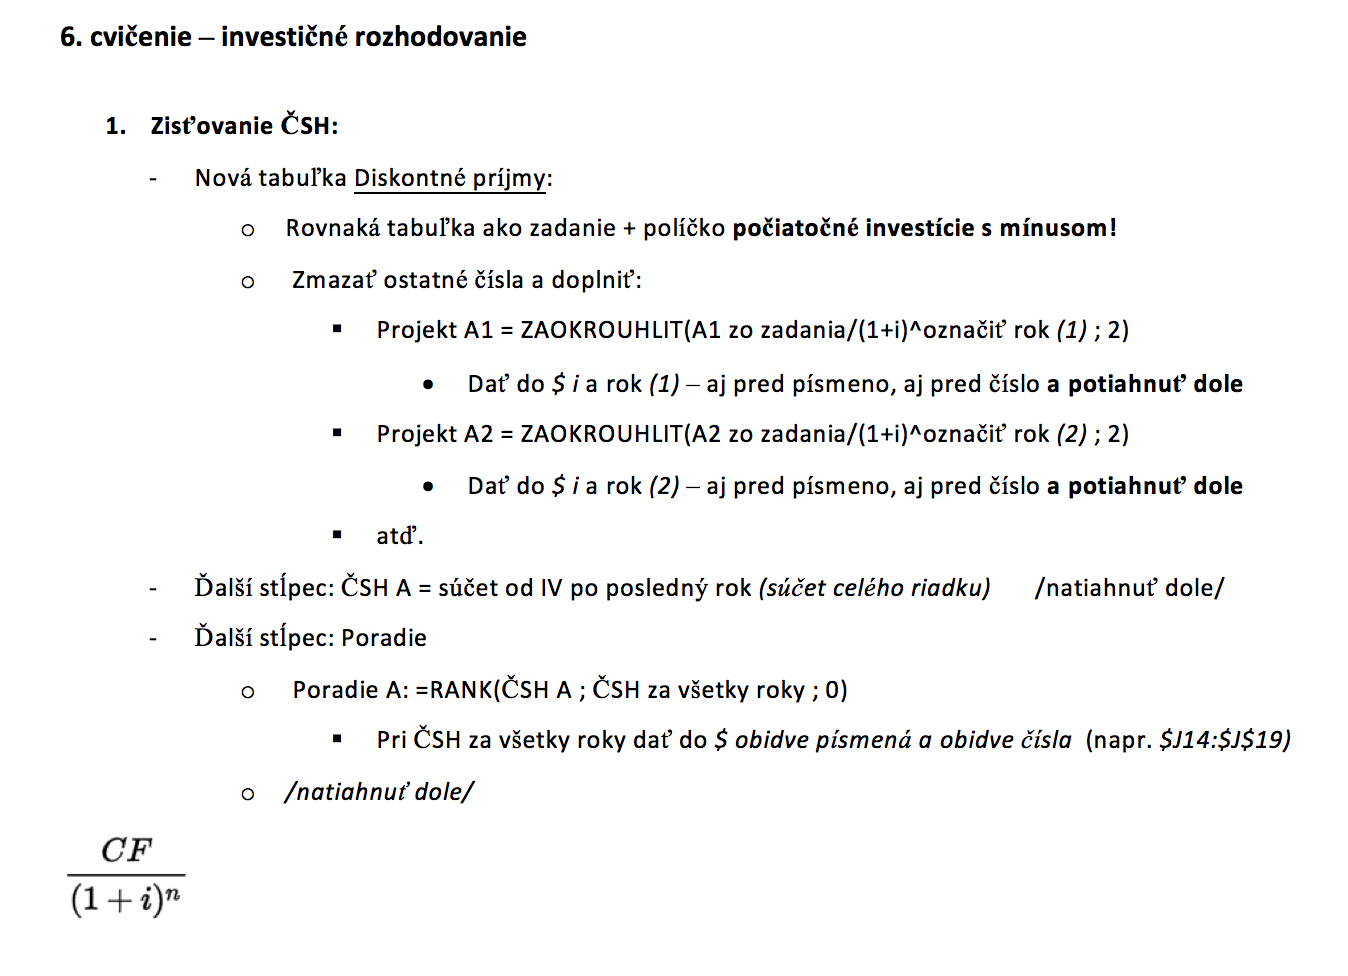 6. cvičenie – investičné rozhodovanie
1. Zisťovanie ČSH:
- Nová tabuľka Diskontné príjmy:
o Rovnaká tabuľka ako zadanie + políčko počiatočné investície s mínusom!
o Zmazať ostatné čísla a doplniť:
▪ Projekt A1 = ZAOKROUHLIT(A1 zo zadania/(1+i)^označiť rok (1) ; 2)
• Dať do $ i a rok (1) – aj pred písmeno, aj pred číslo a potiahnuť dole
▪ Projekt A2 = ZAOKROUHLIT(A2 zo zadania/(1+i)^označiť rok (2) ; 2)
• Dať do $ i a rok (2) – aj pred písmeno, aj pred číslo a potiahnuť dole
▪ atď.
- Ďalší stĺpec: ČSH A = súčet od IV po posledný rok (súčet celého riadku) /natiahnuť dole/
- Ďalší stĺpec: Poradie
o Poradie A: =RANK(ČSH A ; ČSH za všetky roky ; 0)
▪ Pri ČSH za všetky roky dať do $ obidve písmená a obidve čísla (napr. $J14:$J$19)
o /natiahnuť dole/
CF
(1 + i)^n